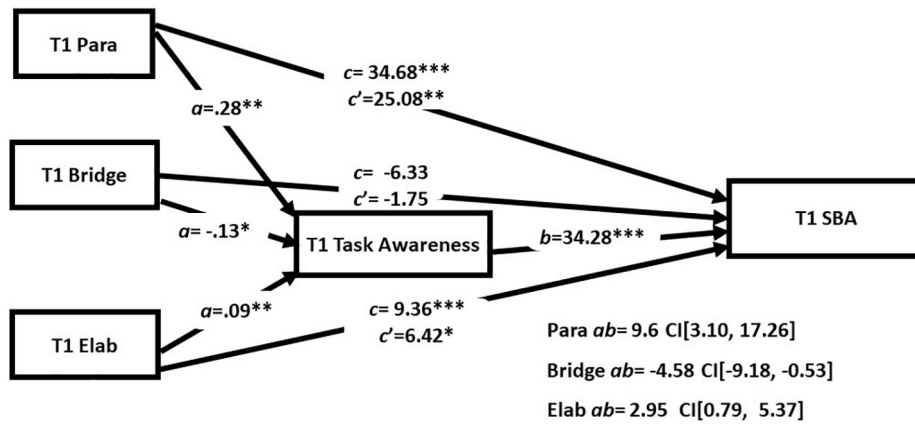 T1 Para
c= 34.68***
c’=25.08**
a=.28**
T1 Bridge
c= -6.33
c’= -1.75
T1 SBA
a= -.13*
T1 Task Awareness
b=34.28***
a=.09**
c= 9.36***
c’=6.42*
T1 Elab
Para ab= 9.6 CI[3.10, 17.26]
Bridge ab= -4.58 CI[-9.18, -0.53]
Elab ab= 2.95 CI[0.79, 5.37]